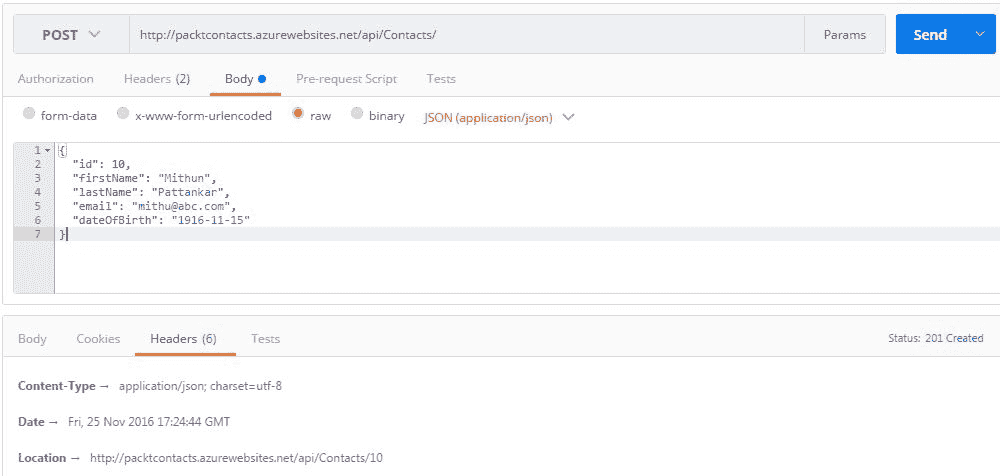 POST http://packtcontacts.azurewebsites.net/api/Contacts/ Params Send
Authorization Headers (2) Body Pre-request Script Tests
form-data x-www-form-urlencoded raw binary JSON (application/json)
1 {
2 "id": 10,
3 "firstName": "Mithun",
4 "lastName": "Pattankar",
5 "email": "mithu@abc.com",
6 "dateOfBirth": "1916-11-15"
7 }
Body Cookies Headers (6) Tests Status: 201 Created
Content-Type → application/json; charset=utf-8
Date → Fri, 25 Nov 2016 17:24:44 GMT
Location → http://packtcontacts.azurewebsites.net/api/Contacts/10